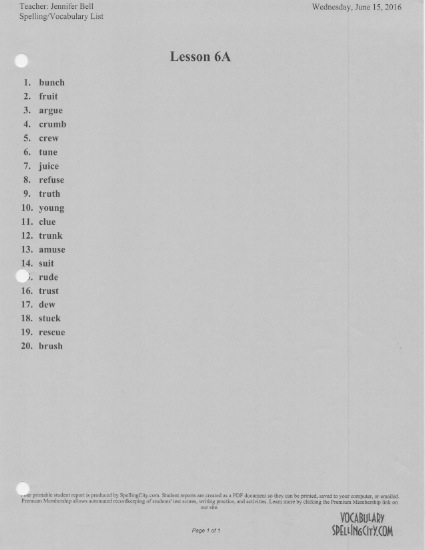 Teacher: Jennifer Bell
Wednesday, June 15, 2016
Spelling/Vocabulary List
Lesson 6A
1. bunch
2. fruit
3. argue
4. crumb
5. crew
6. tune
7. juice
8. refuse
9. truth
10. young
11. clue
12. trunk
13. amuse
14. suit
. rude
16. trust
17. dew
18. stuck
19. rescue
20. brush
printable student report is produced by SpellingCity.com. Student reports are created as a PDF document so they can be printed, saved to your computer, or emailed.
Premium Membership allows automated recordkeeping of students' test scores, writing practice, and activities. Learn more by clicking the Premium Membership link on
our site.
Page 1 of 1
VOCABULARY
SPELLINGCITY.COM